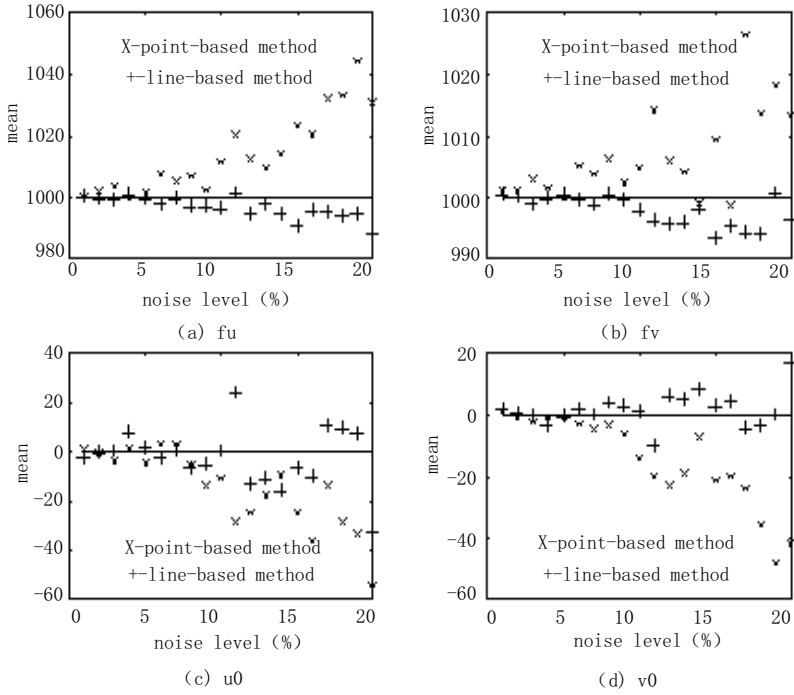 1060
1040
1020
1000
980
mean
X-point-based method
+-line-based method
0 5 10 15 20
noise level (%)
(a) fu
1030
1020
1010
1000
990
mean
X-point-based method
+-line-based method
0 5 10 15 20
noise level (%)
(b) fv
40
20
0
-20
-40
-60
mean
X-point-based method
+-line-based method
0 5 10 15 20
noise level (%)
(c) u0
20
0
-20
-40
-60
mean
X-point-based method
+-line-based method
0 5 10 15 20
noise level (%)
(d) v0